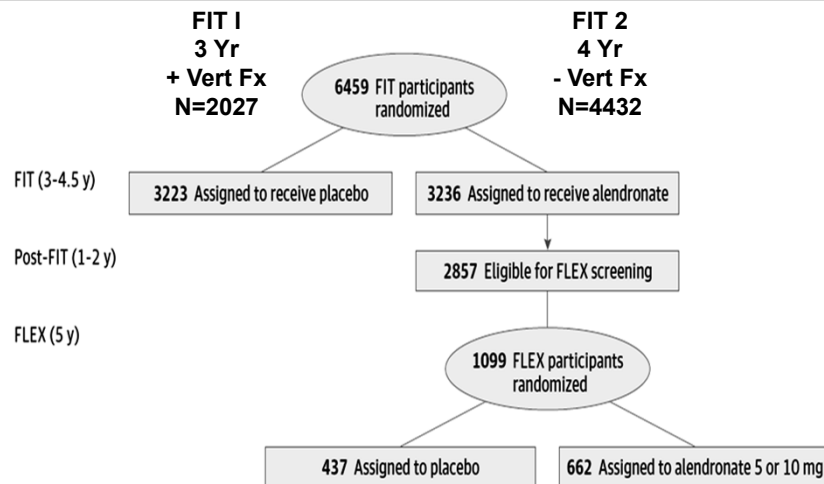 FIT I
3 Yr
+ Vert Fx
N=2027
FIT 2
4 Yr
- Vert Fx
N=4432
6459 FIT participants
randomized
FIT (3-4.5 y)
3223 Assigned to receive placebo
3236 Assigned to receive alendronate
Post-FIT (1-2 y)
2857 Eligible for FLEX screening
FLEX (5 y)
1099 FLEX participants
randomized
437 Assigned to placebo
662 Assigned to alendronate 5 or 10 mg